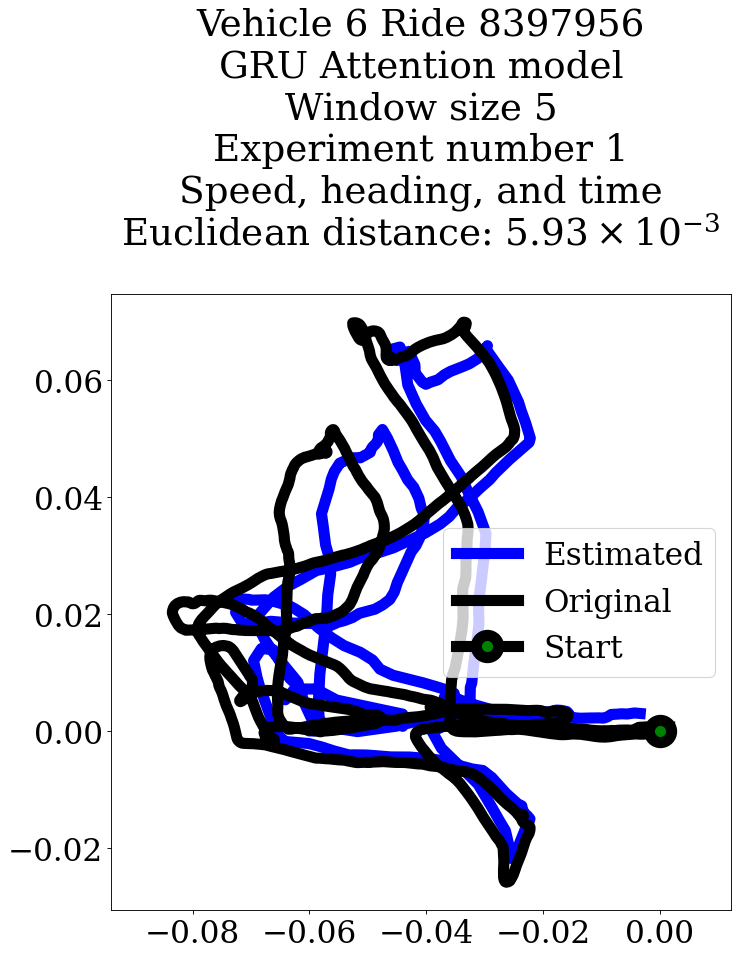 Vehicle 6 Ride 8397956
GRU Attention model
Window size 5
Experiment number 1
Speed, heading, and time
Euclidean distance: 5.93 × 10⁻³
0.06
0.04
0.02
0.00
−0.02
Estimated
Original
Start
−0.08 −0.06 −0.04 −0.02 0.00